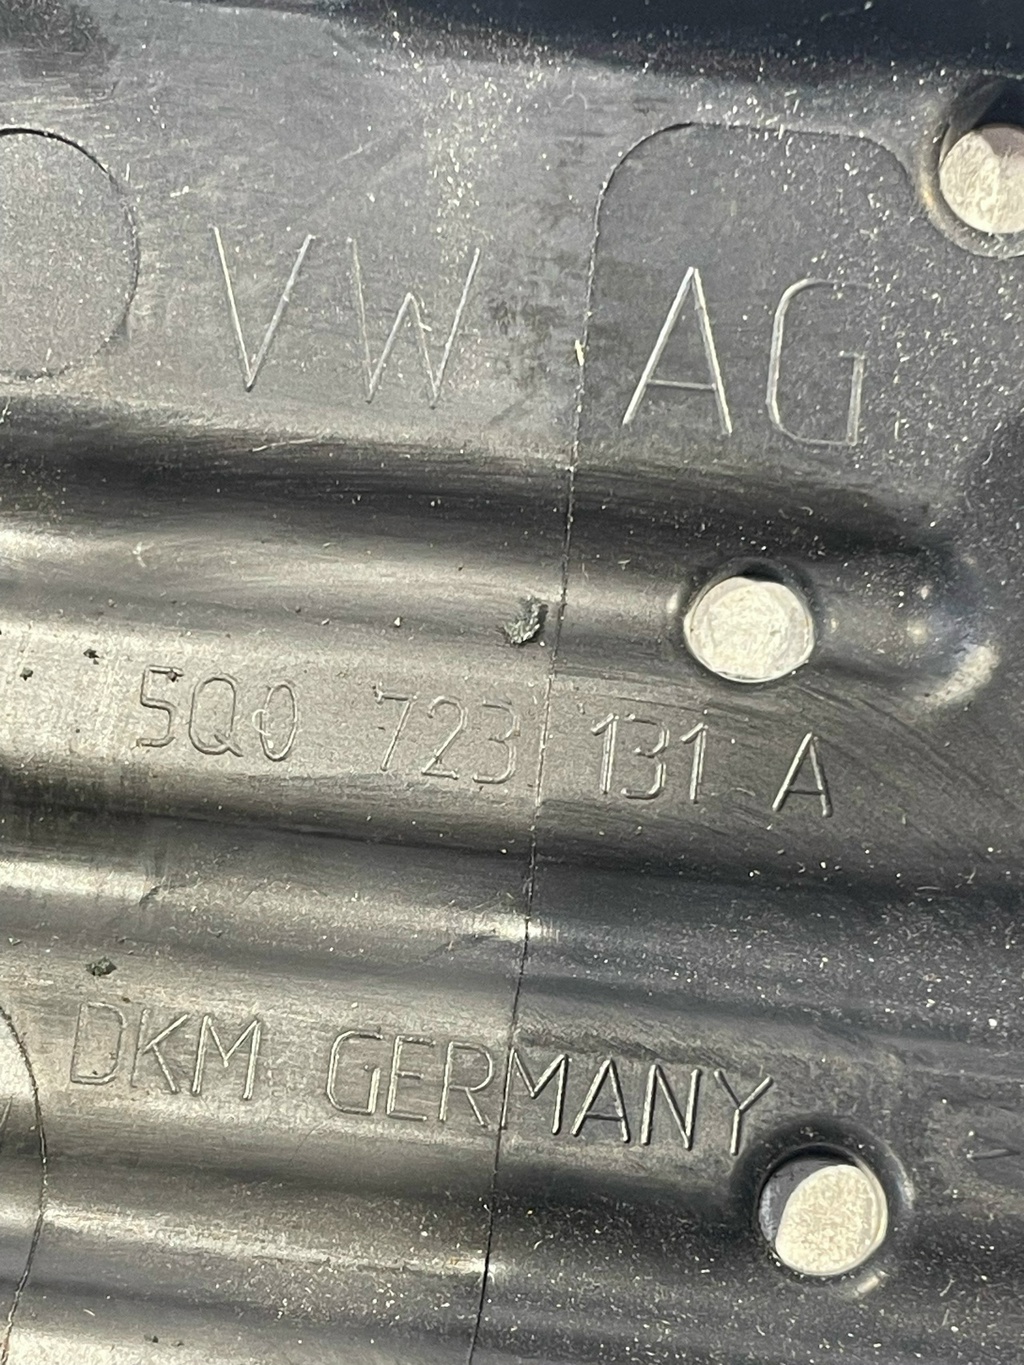 VW AG
5Q0 723 131 A
DKM GERMANY